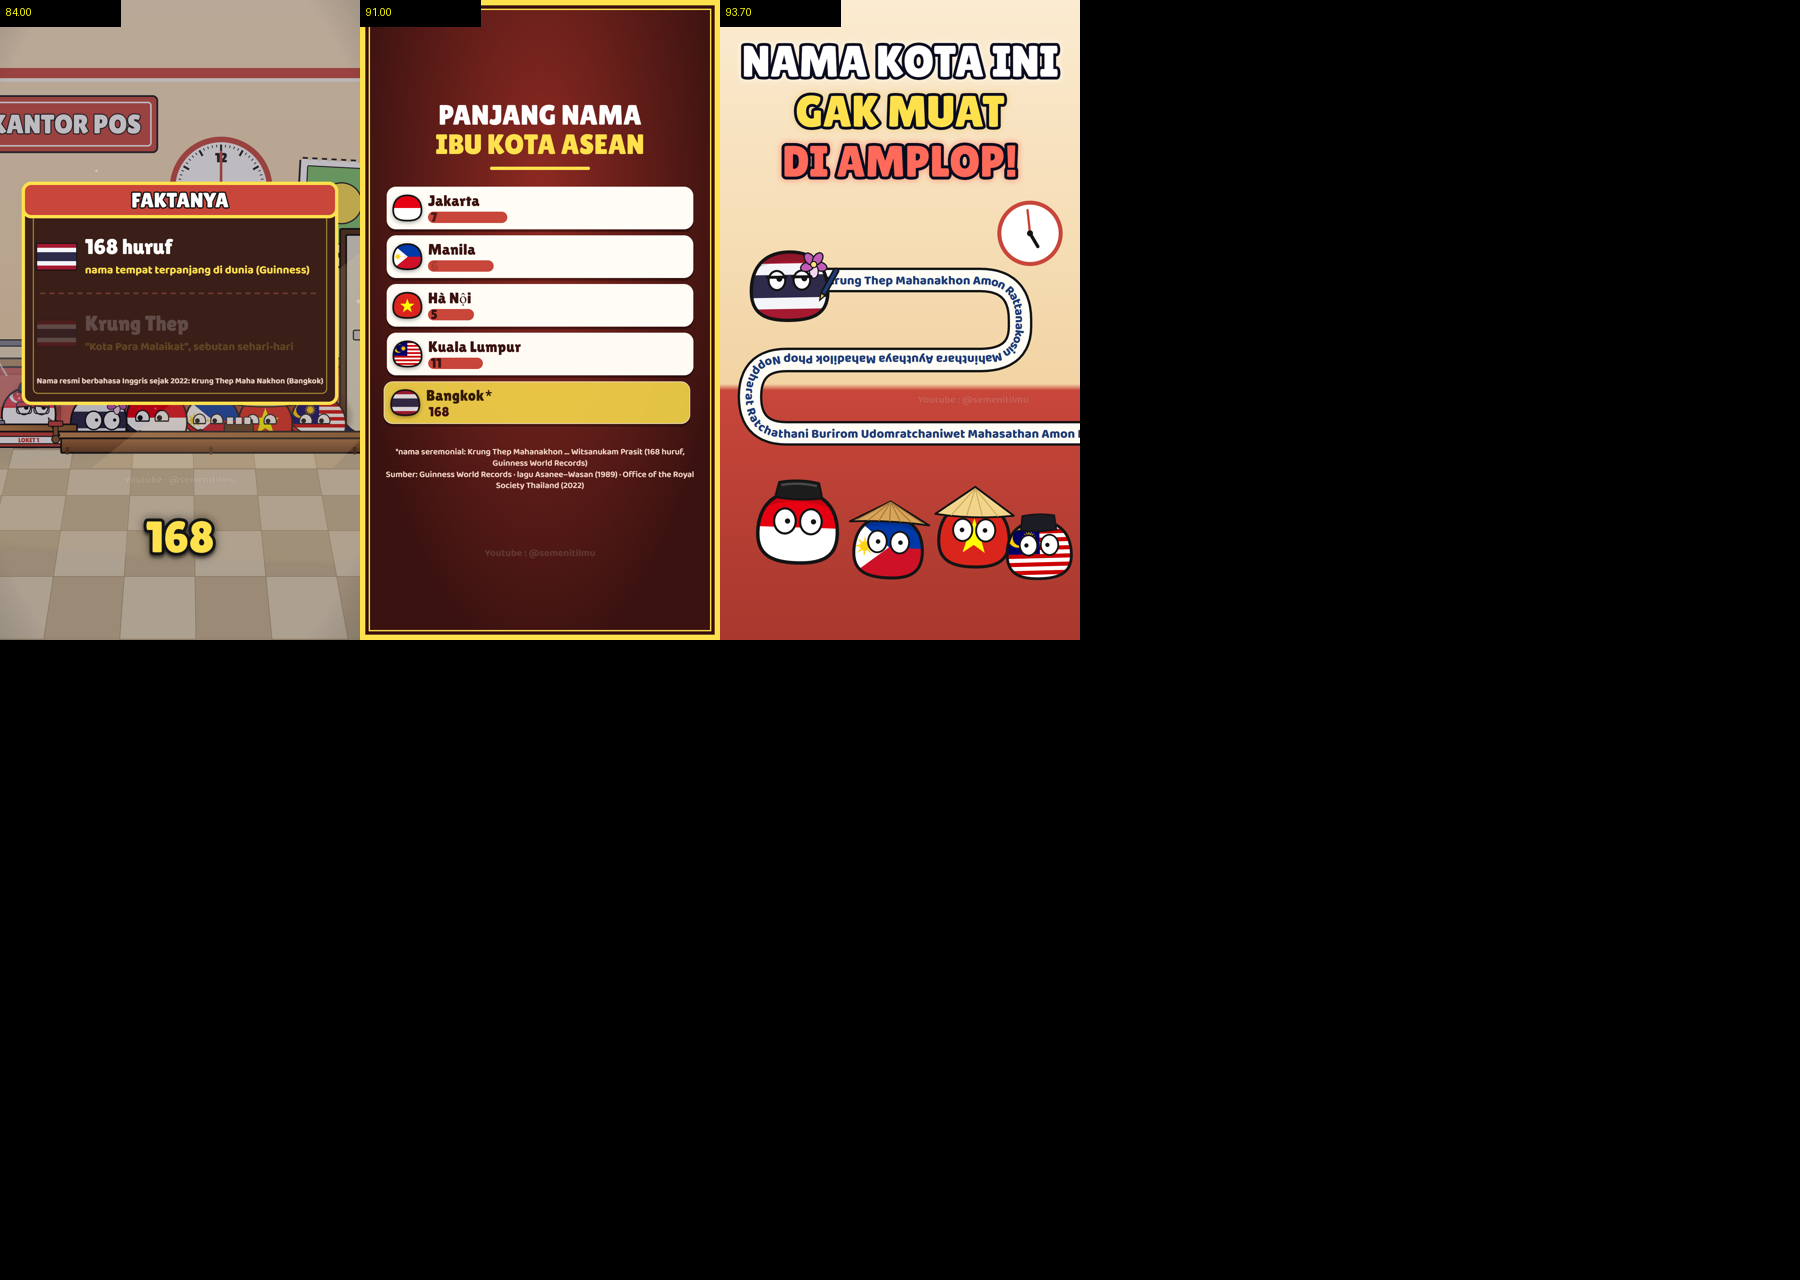 84.00
KANTOR POS
12
FAKTANYA
168 huruf
nama tempat terpanjang di dunia (Guinness)
Krung Thep
"Kota Para Malaikat", sebutan sehari-hari
Nama resmi berbahasa Inggris sejak 2022: Krung Thep Maha Nakhon (Bangkok)
LOKET 1
Youtube : @semenitilmu
168
91.00
PANJANG NAMA
IBU KOTA ASEAN
Jakarta
7
Manila
Hà Nội
5
Kuala Lumpur
11
Bangkok*
168
*nama seremonial: Krung Thep Mahanakhon ... Witsanukam Prasit (168 huruf,
Guinness World Records)
Sumber: Guinness World Records · lagu Asanee–Wasan (1989) · Office of the Royal
Society Thailand (2022)
Youtube : @semenitilmu
93.70
NAMA KOTA INI
GAK MUAT
DI AMPLOP!
Krung Thep Mahanakhon Amon Rattanakosin Mahinthara Ayuthaya Mahadilok Phop Noppharat Ratchathani Burirom Udomratchaniwet Mahasathan Amon
Youtube : @semenitilmu